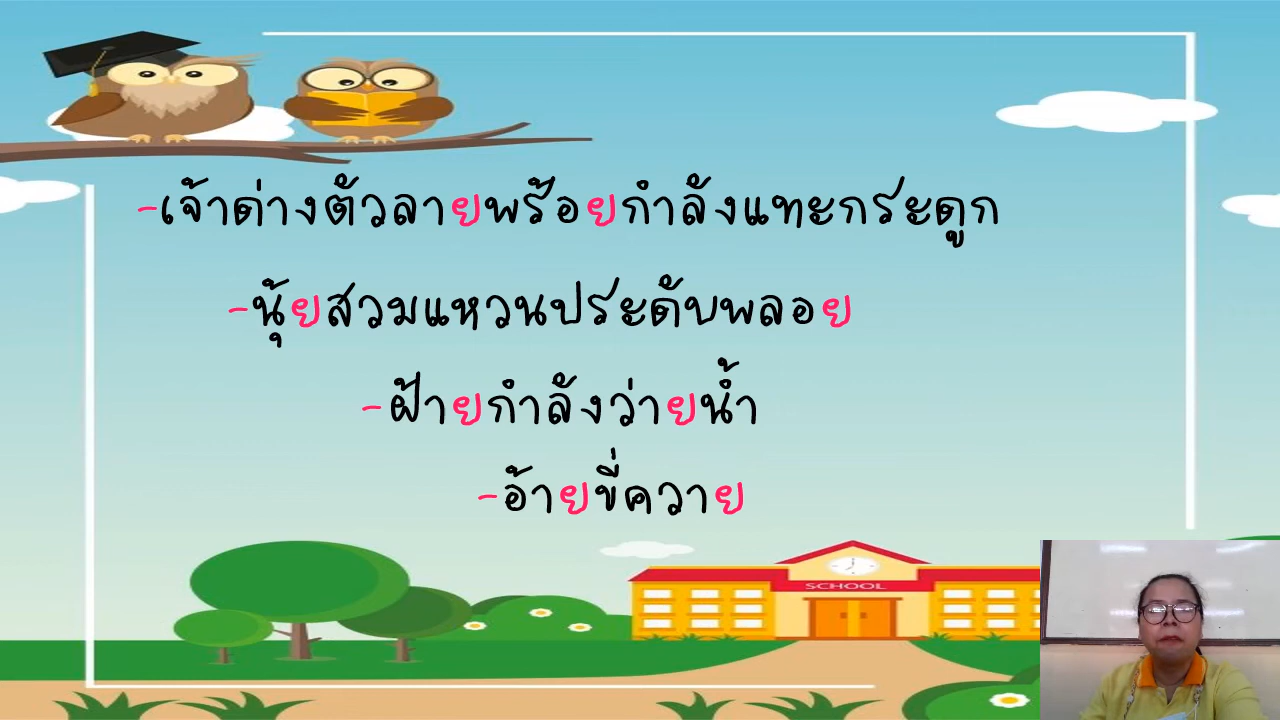 -เจ้าด่างตัวลายพร้อยกำลังแทะกระดูก
-นุ้ยสวมแหวนประดับพลอย
-ฝ้ายกำลังว่ายน้ำ
-อ้ายขี่ควาย
SCHOOL